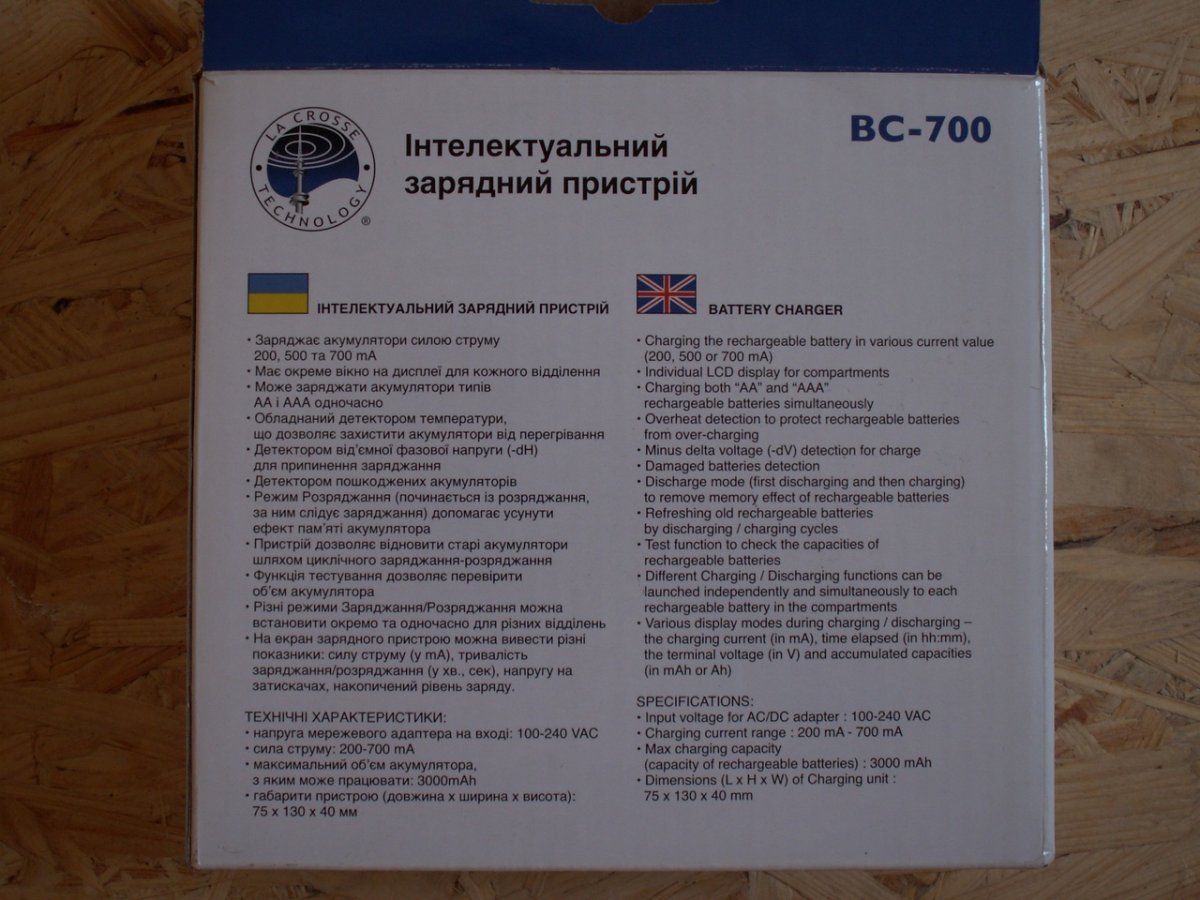 LA CROSSE
TECHNOLOGY
®
Інтелектуальний
зарядний пристрій
BC-700
ІНТЕЛЕКТУАЛЬНИЙ ЗАРЯДНИЙ ПРИСТРІЙ
• Заряджає акумулятори силою струму
200, 500 та 700 mA
• Має окреме вікно на дисплеї для кожного відділення
• Може заряджати акумулятори типів
АА і ААА одночасно
• Обладнаний детектором температури,
що дозволяє захистити акумулятори від перегрівання
• Детектором від'ємної фазової напруги (-dH)
для припинення заряджання
• Детектором пошкоджених акумуляторів
• Режим Розряджання (починається із розряджання,
за ним слідує заряджання) допомагає усунути
ефект пам'яті акумулятора
• Пристрій дозволяє відновити старі акумулятори
шляхом циклічного заряджання-розряджання
• Функція тестування дозволяє перевірити
об'єм акумулятора
• Різні режими Заряджання/Розряджання можна
встановити окремо та одночасно для різних відділень
• На екран зарядного пристрою можна вивести різні
показники: силу струму (у mA), тривалість
заряджання/розряджання (у хв., сек), напругу на
затискачах, накопичений рівень заряду.
ТЕХНІЧНІ ХАРАКТЕРИСТИКИ:
• напруга мережевого адаптера на вході: 100-240 VAC
• сила струму: 200-700 mA
• максимальний об'єм акумулятора,
з яким може працювати: 3000mAh
• габарити пристрою (довжина х ширина х висота):
75 x 130 x 40 мм
BATTERY CHARGER
• Charging the rechargeable battery in various current value
(200, 500 or 700 mA)
• Individual LCD display for compartments
• Charging both “AA” and “AAA”
rechargeable batteries simultaneously
• Overheat detection to protect rechargeable batteries
from over-charging
• Minus delta voltage (-dV) detection for charge
• Damaged batteries detection
• Discharge mode (first discharging and then charging)
to remove memory effect of rechargeable batteries
• Refreshing old rechargeable batteries
by discharging / charging cycles
• Test function to check the capacities of
rechargeable batteries
• Different Charging / Discharging functions can be
launched independently and simultaneously to each
rechargeable battery in the compartments
• Various display modes during charging / discharging –
the charging current (in mA), time elapsed (in hh:mm),
the terminal voltage (in V) and accumulated capacities
(in mAh or Ah)
SPECIFICATIONS:
• Input voltage for AC/DC adapter : 100-240 VAC
• Charging current range : 200 mA - 700 mA
• Max charging capacity
(capacity of rechargeable batteries) : 3000 mAh
• Dimensions (L x H x W) of Charging unit :
75 x 130 x 40 mm